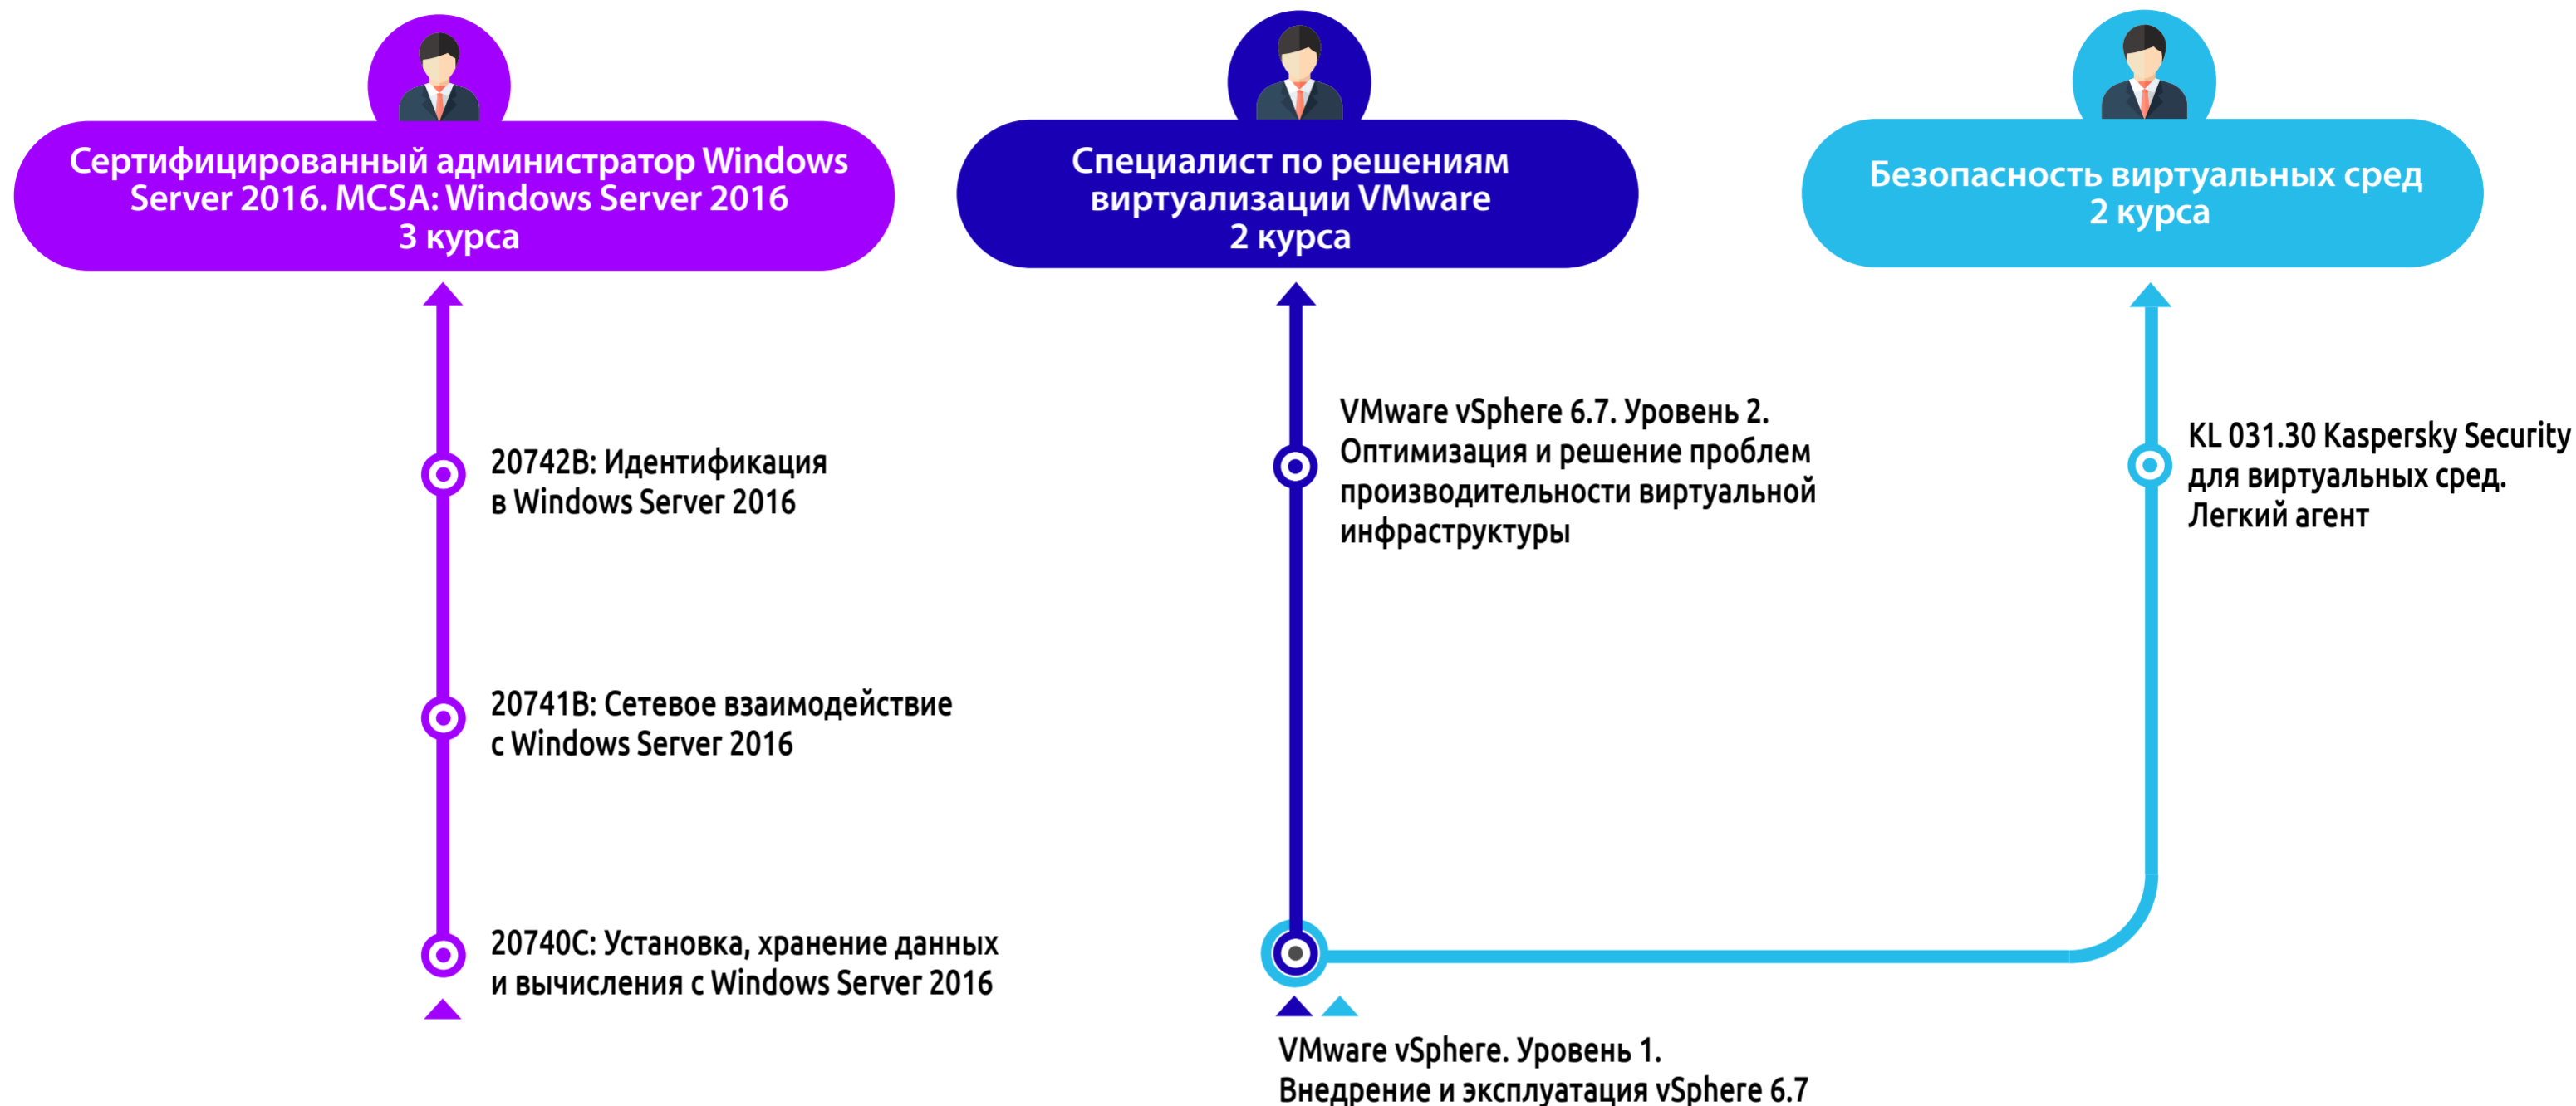 Сертифицированный администратор Windows
Server 2016. MCSA: Windows Server 2016
3 курса
Специалист по решениям
виртуализации VMware
2 курса
Безопасность виртуальных сред
2 курса
20742B: Идентификация
в Windows Server 2016
20741B: Сетевое взаимодействие
с Windows Server 2016
20740C: Установка, хранение данных
и вычисления с Windows Server 2016
VMware vSphere 6.7. Уровень 2.
Оптимизация и решение проблем
производительности виртуальной
инфраструктуры
VMware vSphere. Уровень 1.
Внедрение и эксплуатация vSphere 6.7
KL 031.30 Kaspersky Security
для виртуальных сред.
Легкий агент